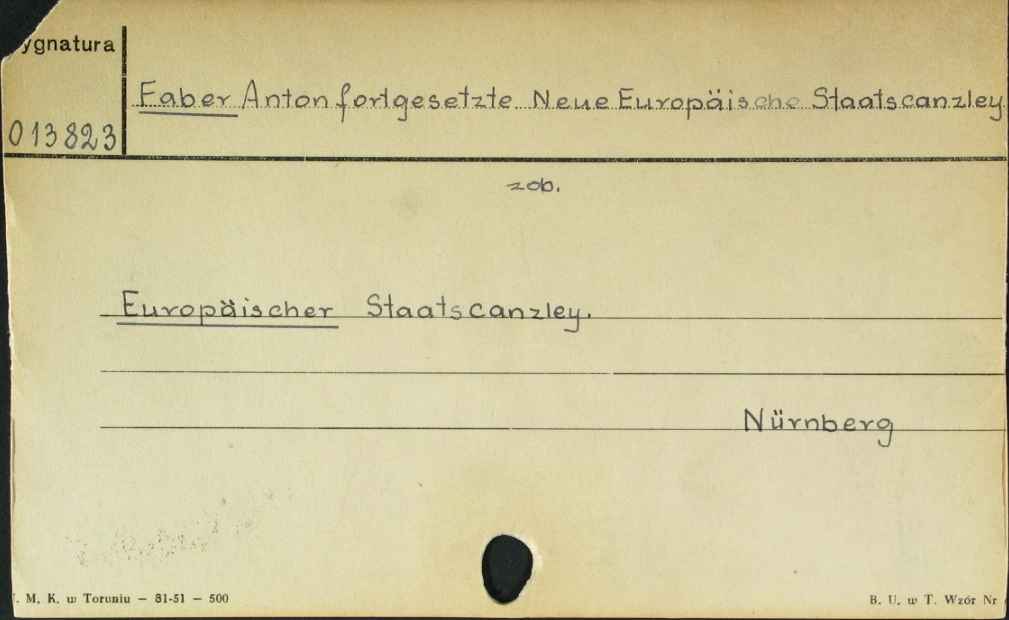 ygnatura
Faber Anton fortgesetzte Neue Europäische Staatscanzley
013823
zob.
Europäischer Staatscanzley.
Nürnberg
. M. K. w Toruniu — 81-51 — 500
B. U. w T. Wzór Nr